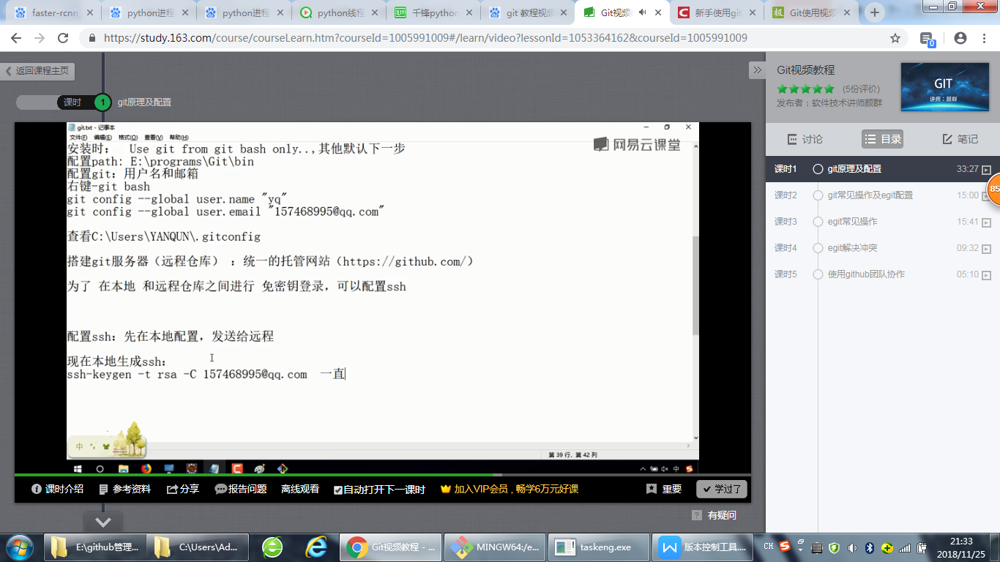 faster-rcnn
python进程
python进程
python线程
千锋python
git 教程视频
Git视频
新手使用git
Git使用视频
https://study.163.com/course/courseLearn.htm?courseId=1005991009#/learn/video?lessonId=1053364162&courseId=1005991009
0
返回课程主页
课时 1 git原理及配置
git.txt - 记事本
文件(F) 编辑(E) 格式(O) 查看(V) 帮助(H)
网易云课堂
安装时： Use git from git bash only..,其他默认下一步
配置path: E:\programs\Git\bin
配置git：用户名和邮箱
右键-git bash
git config --global user.name "yq"
git config --global user.email "157468995@qq.com"
查看C:\Users\YANQUN\.gitconfig
搭建git服务器（远程仓库） ：统一的托管网站（https://github.com/）
为了 在本地 和远程仓库之间进行 免密钥登录，可以配置ssh
配置ssh：先在本地配置，发送给远程
现在本地生成ssh：
ssh-keygen -t rsa -C 157468995@qq.com 一直
中
第 39 行，第 42 列
中
课时介绍 参考资料 分享 报告问题 离线观看 自动打开下一课时 加入VIP会员，畅学6万元好课 重要 学过了
? 有疑问
Git视频教程
(5份评价)
发布者：软件技术讲师颜群
GIT
讲师：颜群
讨论 目录 笔记
课时1 git原理及配置 33:27
课时2 git常见操作及egit配置 15:00
课时3 egit常见操作 15:41
课时4 egit解决冲突 09:32
课时5 使用github团队协作 05:10
85
E:\github管理...
C:\Users\Ad...
Git视频教程 - ...
MINGW64:/e...
taskeng.exe
版本控制工具....
CH
21:33
2018/11/25